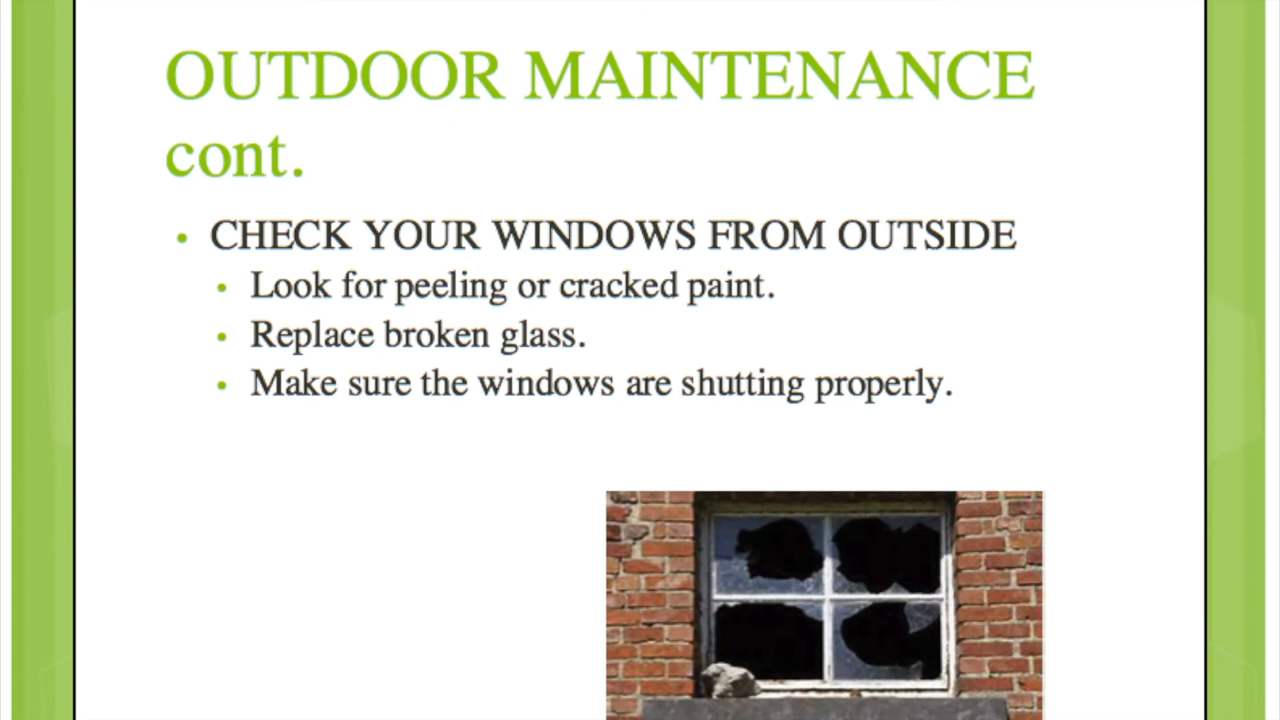 OUTDOOR MAINTENANCE
cont.
• CHECK YOUR WINDOWS FROM OUTSIDE
• Look for peeling or cracked paint.
• Replace broken glass.
• Make sure the windows are shutting properly.